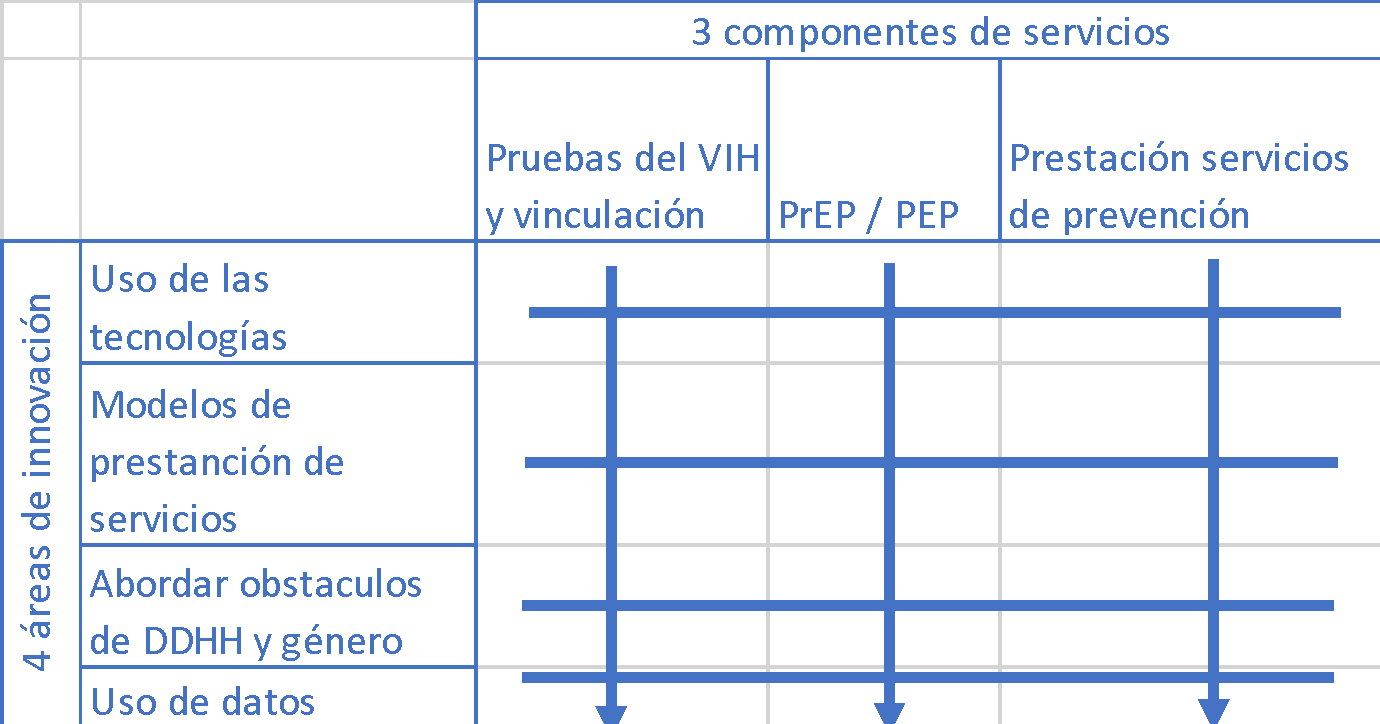 3 componentes de servicios
Pruebas del VIH
y vinculación
PrEP / PEP
Prestación servicios
de prevención
4 áreas de innovación
Uso de las
tecnologías
Modelos de
prestanción de
servicios
Abordar obstaculos
de DDHH y género
Uso de datos